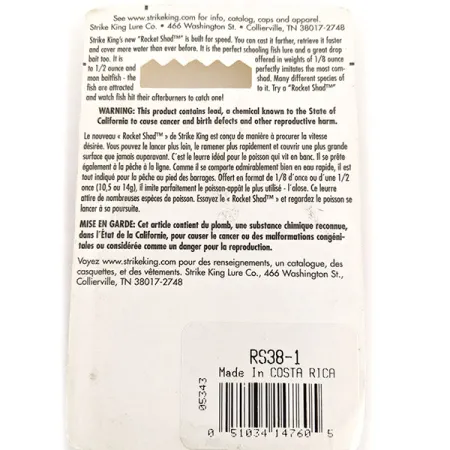 See www.strikeking.com for info, catalog, caps and apparel.
Strike King Lure Co. • 466 Washington St. • Collierville, TN 38017-2748
Strike King's new "Rocket Shad™" is built for speed. You can cast it farther, retrieve it faster
and cover more water than ever before. It is the perfect schooling fish lure and a great drop
bait too. It is offered in weights of 1/8 ounce
to 1/2 ounce and perfectly imitates the most com-
mon baitfish - the shad. Many different species of
fish are attracted to it. Try a "Rocket Shad™"
and watch fish hit their afterburners to catch one!
WARNING: This product contains lead, a chemical known to the State of
California to cause cancer and birth defects and other reproductive harm.
Le nouveau « Rocket Shad™ » de Strike King est conçu de manière à procurer la vitesse
désirée. Vous pouvez le lancer plus loin, le ramener plus rapidement et couvrir une plus grande
surface que jamais auparavant. C'est le leurre idéal pour le poisson qui vit en banc. Il se prête
également à la pêche à la ligne. Comme il se comporte admirablement bien en eau rapide, il est
tout indiqué pour la pêche au pied des barrages. Offert en format de 1/8 d'once ou d'une 1/2
once (10,5 ou 14g), il imite parfaitement le poisson-appât le plus utilisé - l'alose. Ce leurre
attire de nombreuses espèces de poisson. Essayez le « Rocket Shad™ » et regardez le poisson se
lancer à sa poursuite.
MISE EN GARDE: Cet article contient du plomb, une substance chimique reconnue,
dans l'État de la Californie, pour causer le cancer ou des malformations congéni-
tales ou considérée comme un danger pour la reproduction.
Voyez www.strikeking.com pour des renseignements, un catalogue, des
casquettes, et des vêtements. Strike King Lure Co., 466 Washington St.,
Collierville, TN 38017-2748
RS38-1
Made In COSTA RICA
05343
0 51034 14760 5